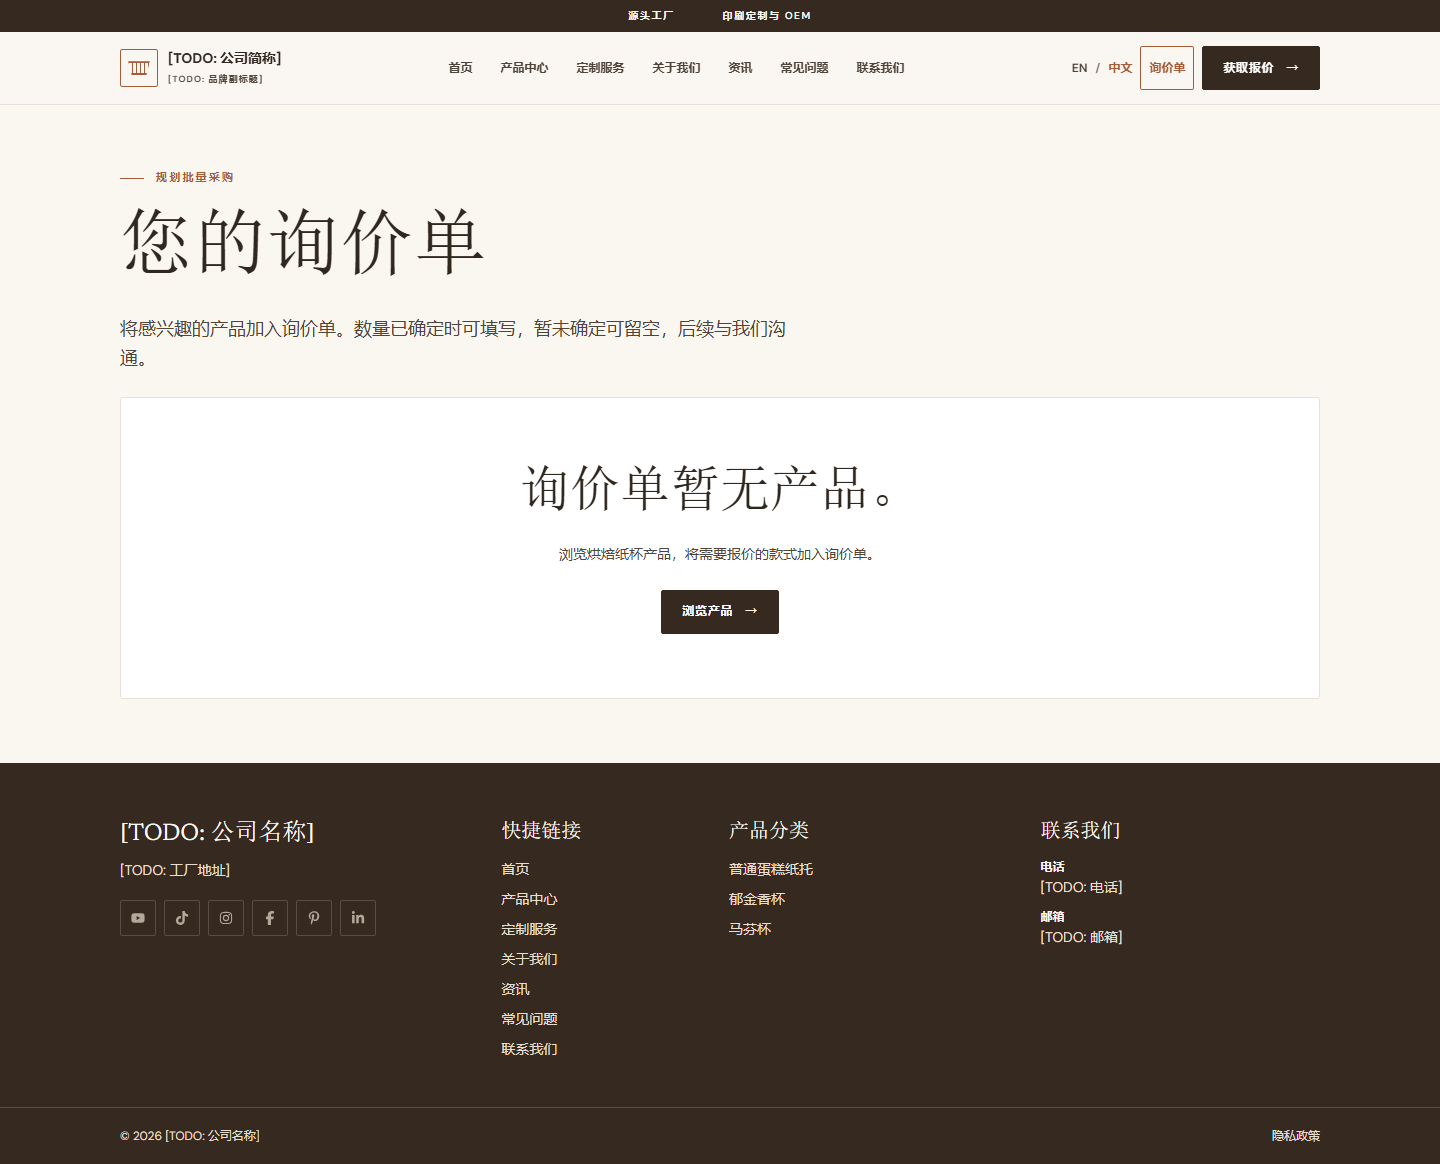 源头工厂 印刷定制与 OEM
[TODO: 公司简称]
[TODO: 品牌副标题]
首页 产品中心 定制服务 关于我们 资讯 常见问题 联系我们
EN / 中文 询价单 获取报价 →
规划批量采购
您的询价单
将感兴趣的产品加入询价单。数量已确定时可填写，暂未确定可留空，后续与我们沟
通。
询价单暂无产品。
浏览烘焙纸杯产品，将需要报价的款式加入询价单。
浏览产品 →
[TODO: 公司名称]
[TODO: 工厂地址]
快捷链接
首页
产品中心
定制服务
关于我们
资讯
常见问题
联系我们
产品分类
普通蛋糕纸托
郁金香杯
马芬杯
联系我们
电话
[TODO: 电话]
邮箱
[TODO: 邮箱]
© 2026 [TODO: 公司名称]
隐私政策